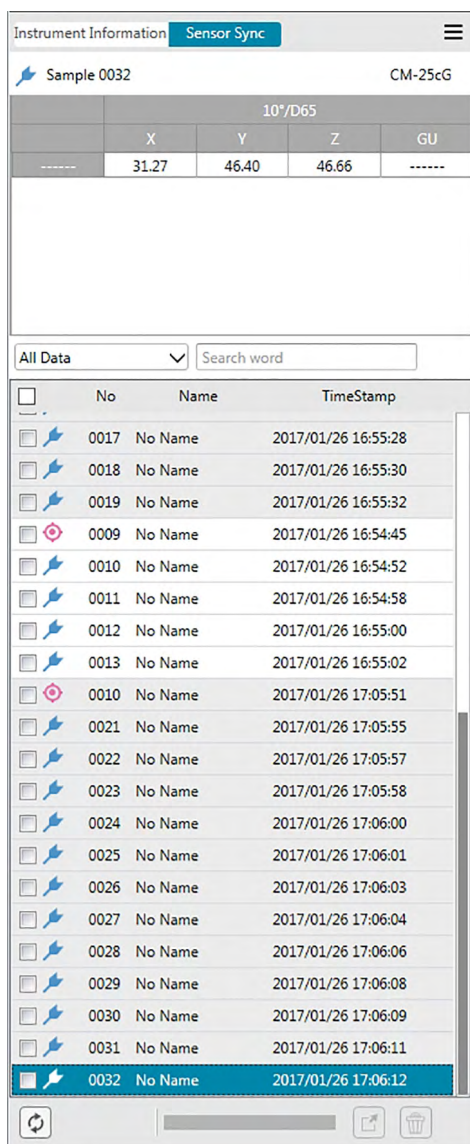 Instrument Information Sensor Sync
Sample 0032 CM-25cG
10°/D65
X Y Z GU
------ 31.27 46.40 46.66 ------
All Data Search word
No Name TimeStamp
0017 No Name 2017/01/26 16:55:28
0018 No Name 2017/01/26 16:55:30
0019 No Name 2017/01/26 16:55:32
0009 No Name 2017/01/26 16:54:45
0010 No Name 2017/01/26 16:54:52
0011 No Name 2017/01/26 16:54:58
0012 No Name 2017/01/26 16:55:00
0013 No Name 2017/01/26 16:55:02
0010 No Name 2017/01/26 17:05:51
0021 No Name 2017/01/26 17:05:55
0022 No Name 2017/01/26 17:05:57
0023 No Name 2017/01/26 17:05:58
0024 No Name 2017/01/26 17:06:00
0025 No Name 2017/01/26 17:06:01
0026 No Name 2017/01/26 17:06:03
0027 No Name 2017/01/26 17:06:04
0028 No Name 2017/01/26 17:06:06
0029 No Name 2017/01/26 17:06:08
0030 No Name 2017/01/26 17:06:09
0031 No Name 2017/01/26 17:06:11
0032 No Name 2017/01/26 17:06:12